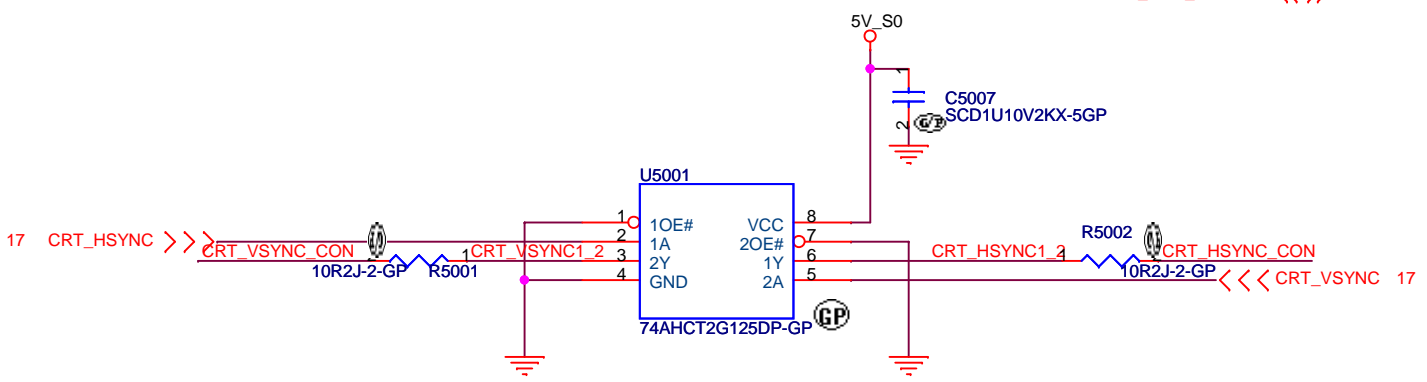 5V_S0
1
C5007
SCD1U10V2KX-5GP
2
G/P
U5001
1
1OE#
VCC
8
17
CRT_HSYNC
2
1A
2OE#
7
R5002
CRT_VSYNC_CON
1
CRT_VSYNC1_2
3
2Y
1Y
6
CRT_HSYNC1_2
CRT_HSYNC_CON
10R2J-2-GP
R5001
10R2J-2-GP
4
GND
2A
5
CRT_VSYNC
17
74AHCT2G125DP-GP
GP